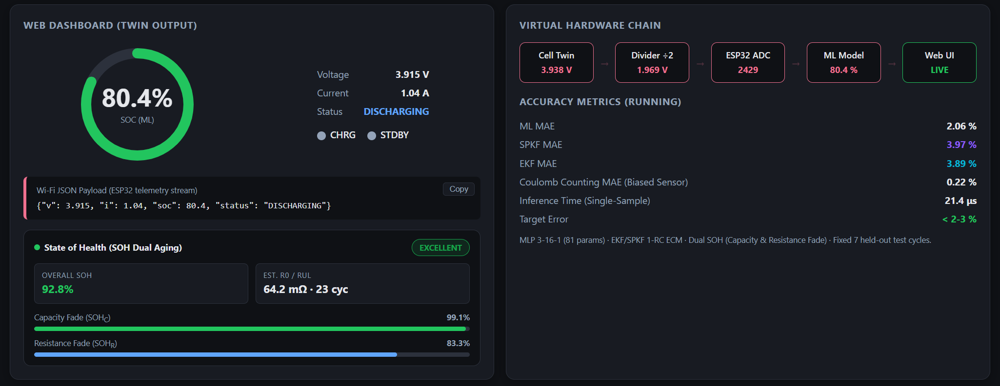 WEB DASHBOARD (TWIN OUTPUT)
80.4%
SOC (ML)
Voltage 3.915 V
Current 1.04 A
Status DISCHARGING
CHRG STDBY
Wi-Fi JSON Payload (ESP32 telemetry stream)
Copy
{"v": 3.915, "i": 1.04, "soc": 80.4, "status": "DISCHARGING"}
State of Health (SOH Dual Aging)
EXCELLENT
OVERALL SOH
92.8%
EST. R0 / RUL
64.2 mΩ · 23 cyc
Capacity Fade (SOHC) 99.1%
Resistance Fade (SOHR) 83.3%
VIRTUAL HARDWARE CHAIN
Cell Twin
3.938 V
→
Divider ÷2
1.969 V
→
ESP32 ADC
2429
→
ML Model
80.4 %
→
Web UI
LIVE
ACCURACY METRICS (RUNNING)
ML MAE 2.06 %
SPKF MAE 3.97 %
EKF MAE 3.89 %
Coulomb Counting MAE (Biased Sensor) 0.22 %
Inference Time (Single-Sample) 21.4 µs
Target Error < 2-3 %
MLP 3-16-1 (81 params) · EKF/SPKF 1-RC ECM · Dual SOH (Capacity & Resistance Fade) · Fixed 7 held-out test cycles.